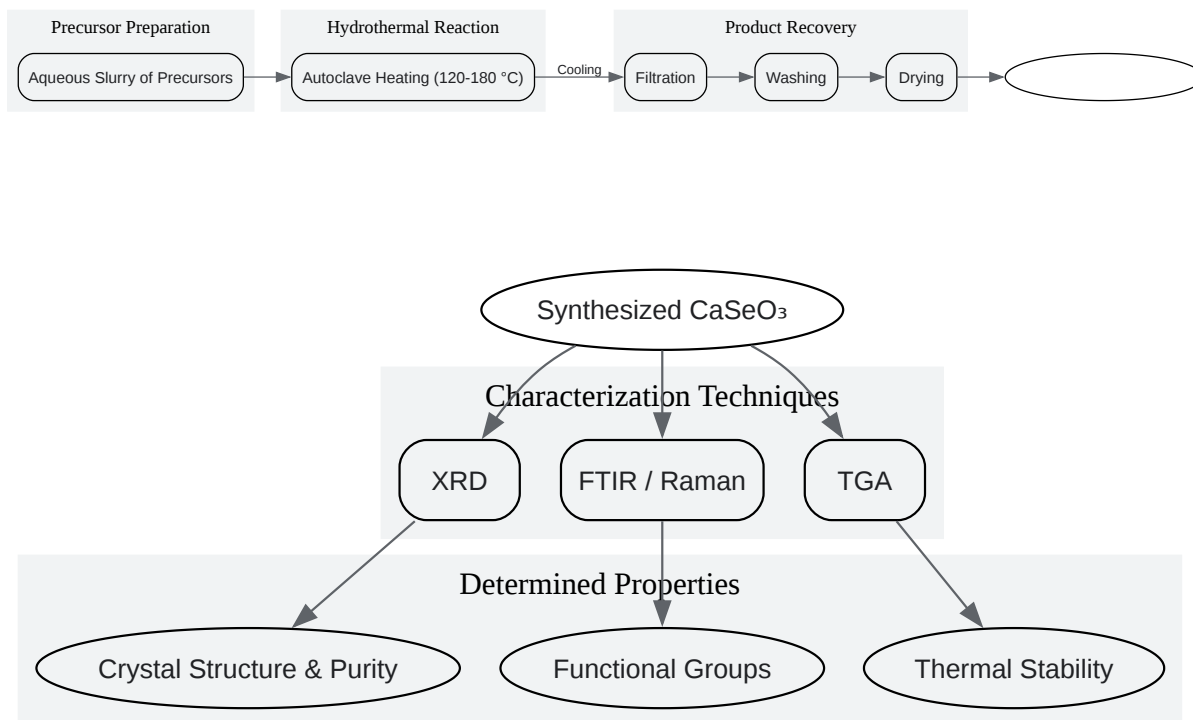 Precursor Preparation
Hydrothermal Reaction
Product Recovery
Aqueous Slurry of Precursors
Autoclave Heating (120-180 °C)
Cooling
Filtration
Washing
Drying
Synthesized CaSeO₃
Characterization Techniques
XRD
FTIR / Raman
TGA
Determined Properties
Crystal Structure & Purity
Functional Groups
Thermal Stability